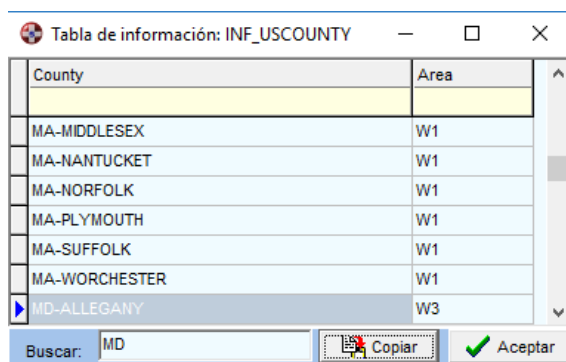 Tabla de información: INF_USCOUNTY
County Area
MA-MIDDLESEX W1
MA-NANTUCKET W1
MA-NORFOLK W1
MA-PLYMOUTH W1
MA-SUFFOLK W1
MA-WORCHESTER W1
MD-ALLEGANY W3
Buscar: MD Copiar Aceptar